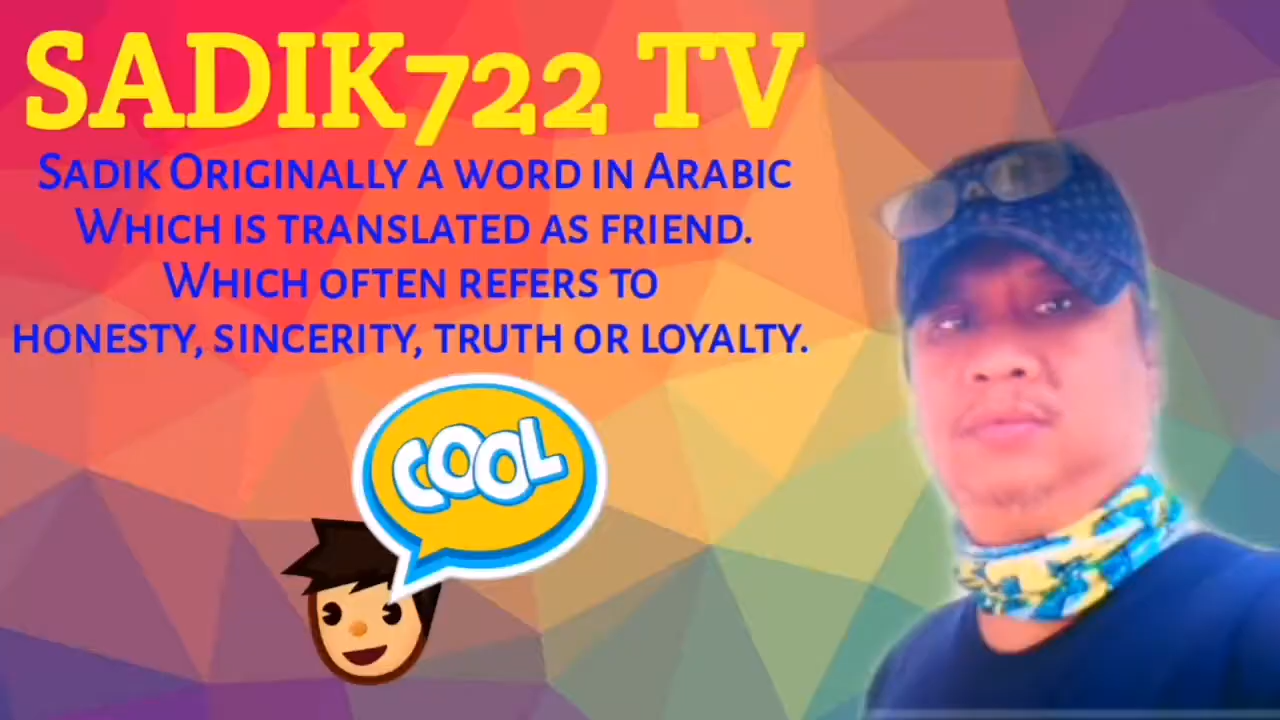 SADIK722 TV
SADIK ORIGINALLY A WORD IN ARABIC
WHICH IS TRANSLATED AS FRIEND.
WHICH OFTEN REFERS TO
HONESTY, SINCERITY, TRUTH OR LOYALTY.
COOL